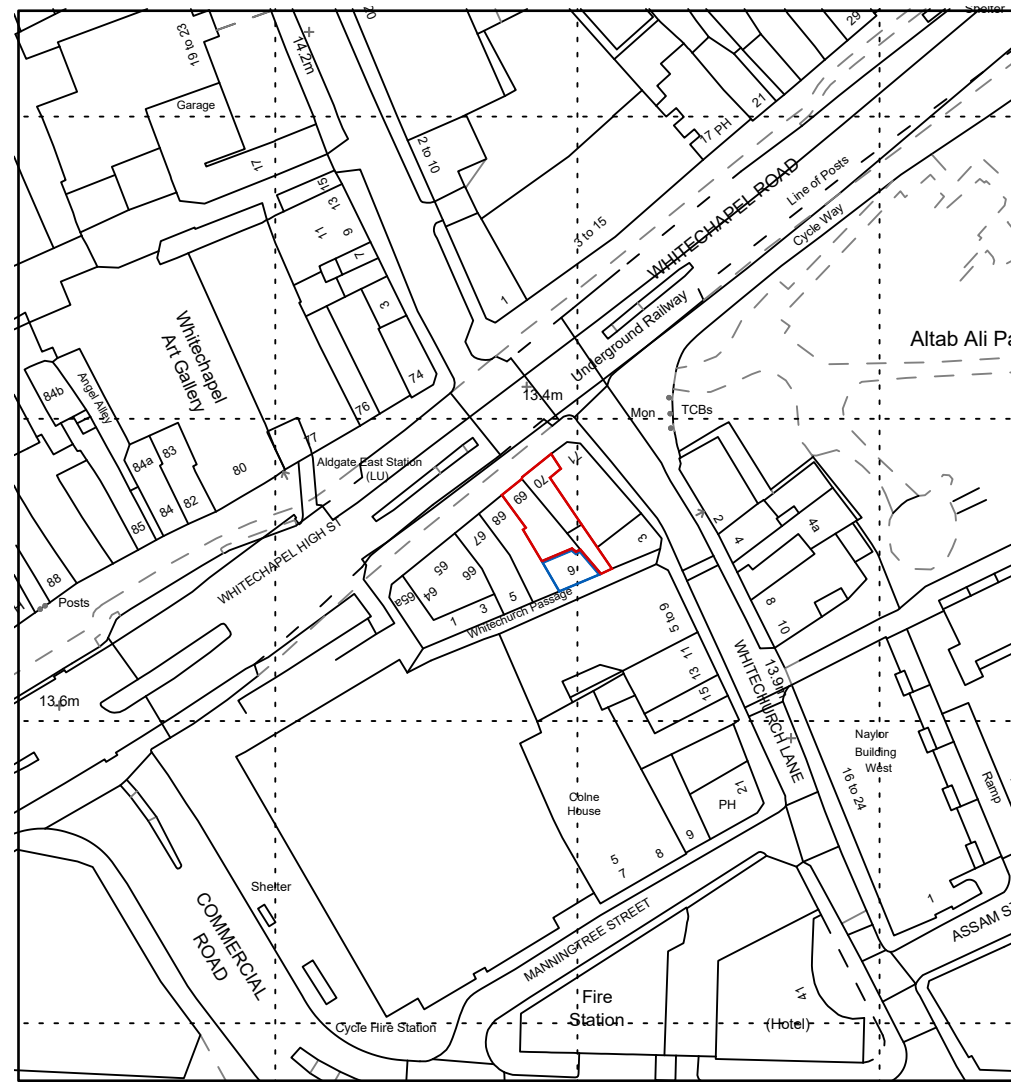 Shelter
20
29
19 to 23
14.2m
Garage
21
17 PH
2 to 10
17
15
13
9
11
7
3
WHITECHAPEL ROAD
Line of Posts
Cycle Way
3 to 15
1
Underground Railway
Whitechapel
Art Gallery
Altab Ali Pa
84b
Angel Alley
74
76
13.4m
Mon
TCBs
77
83
84a
80
Aldgate East Station
(LU)
71
70
69
68
82
84
85
2
4
4a
67
3
88
WHITECHAPEL HIGH ST
65
66
6
64
65a
Posts
8
10
1
3
5
Whitechurch Passage
5 to 9
11
13
15
WHITECHURCH LANE
13.9m
13.6m
Naylor
Building
West
16 to 24
Ramp
21
PH
Colne
House
9
8
5
7
Shelter
1
COMMERCIAL
ROAD
MANNINGTREE STREET
ASSAM S
41
Fire
Station
(Hotel)
Cycle Hire Station